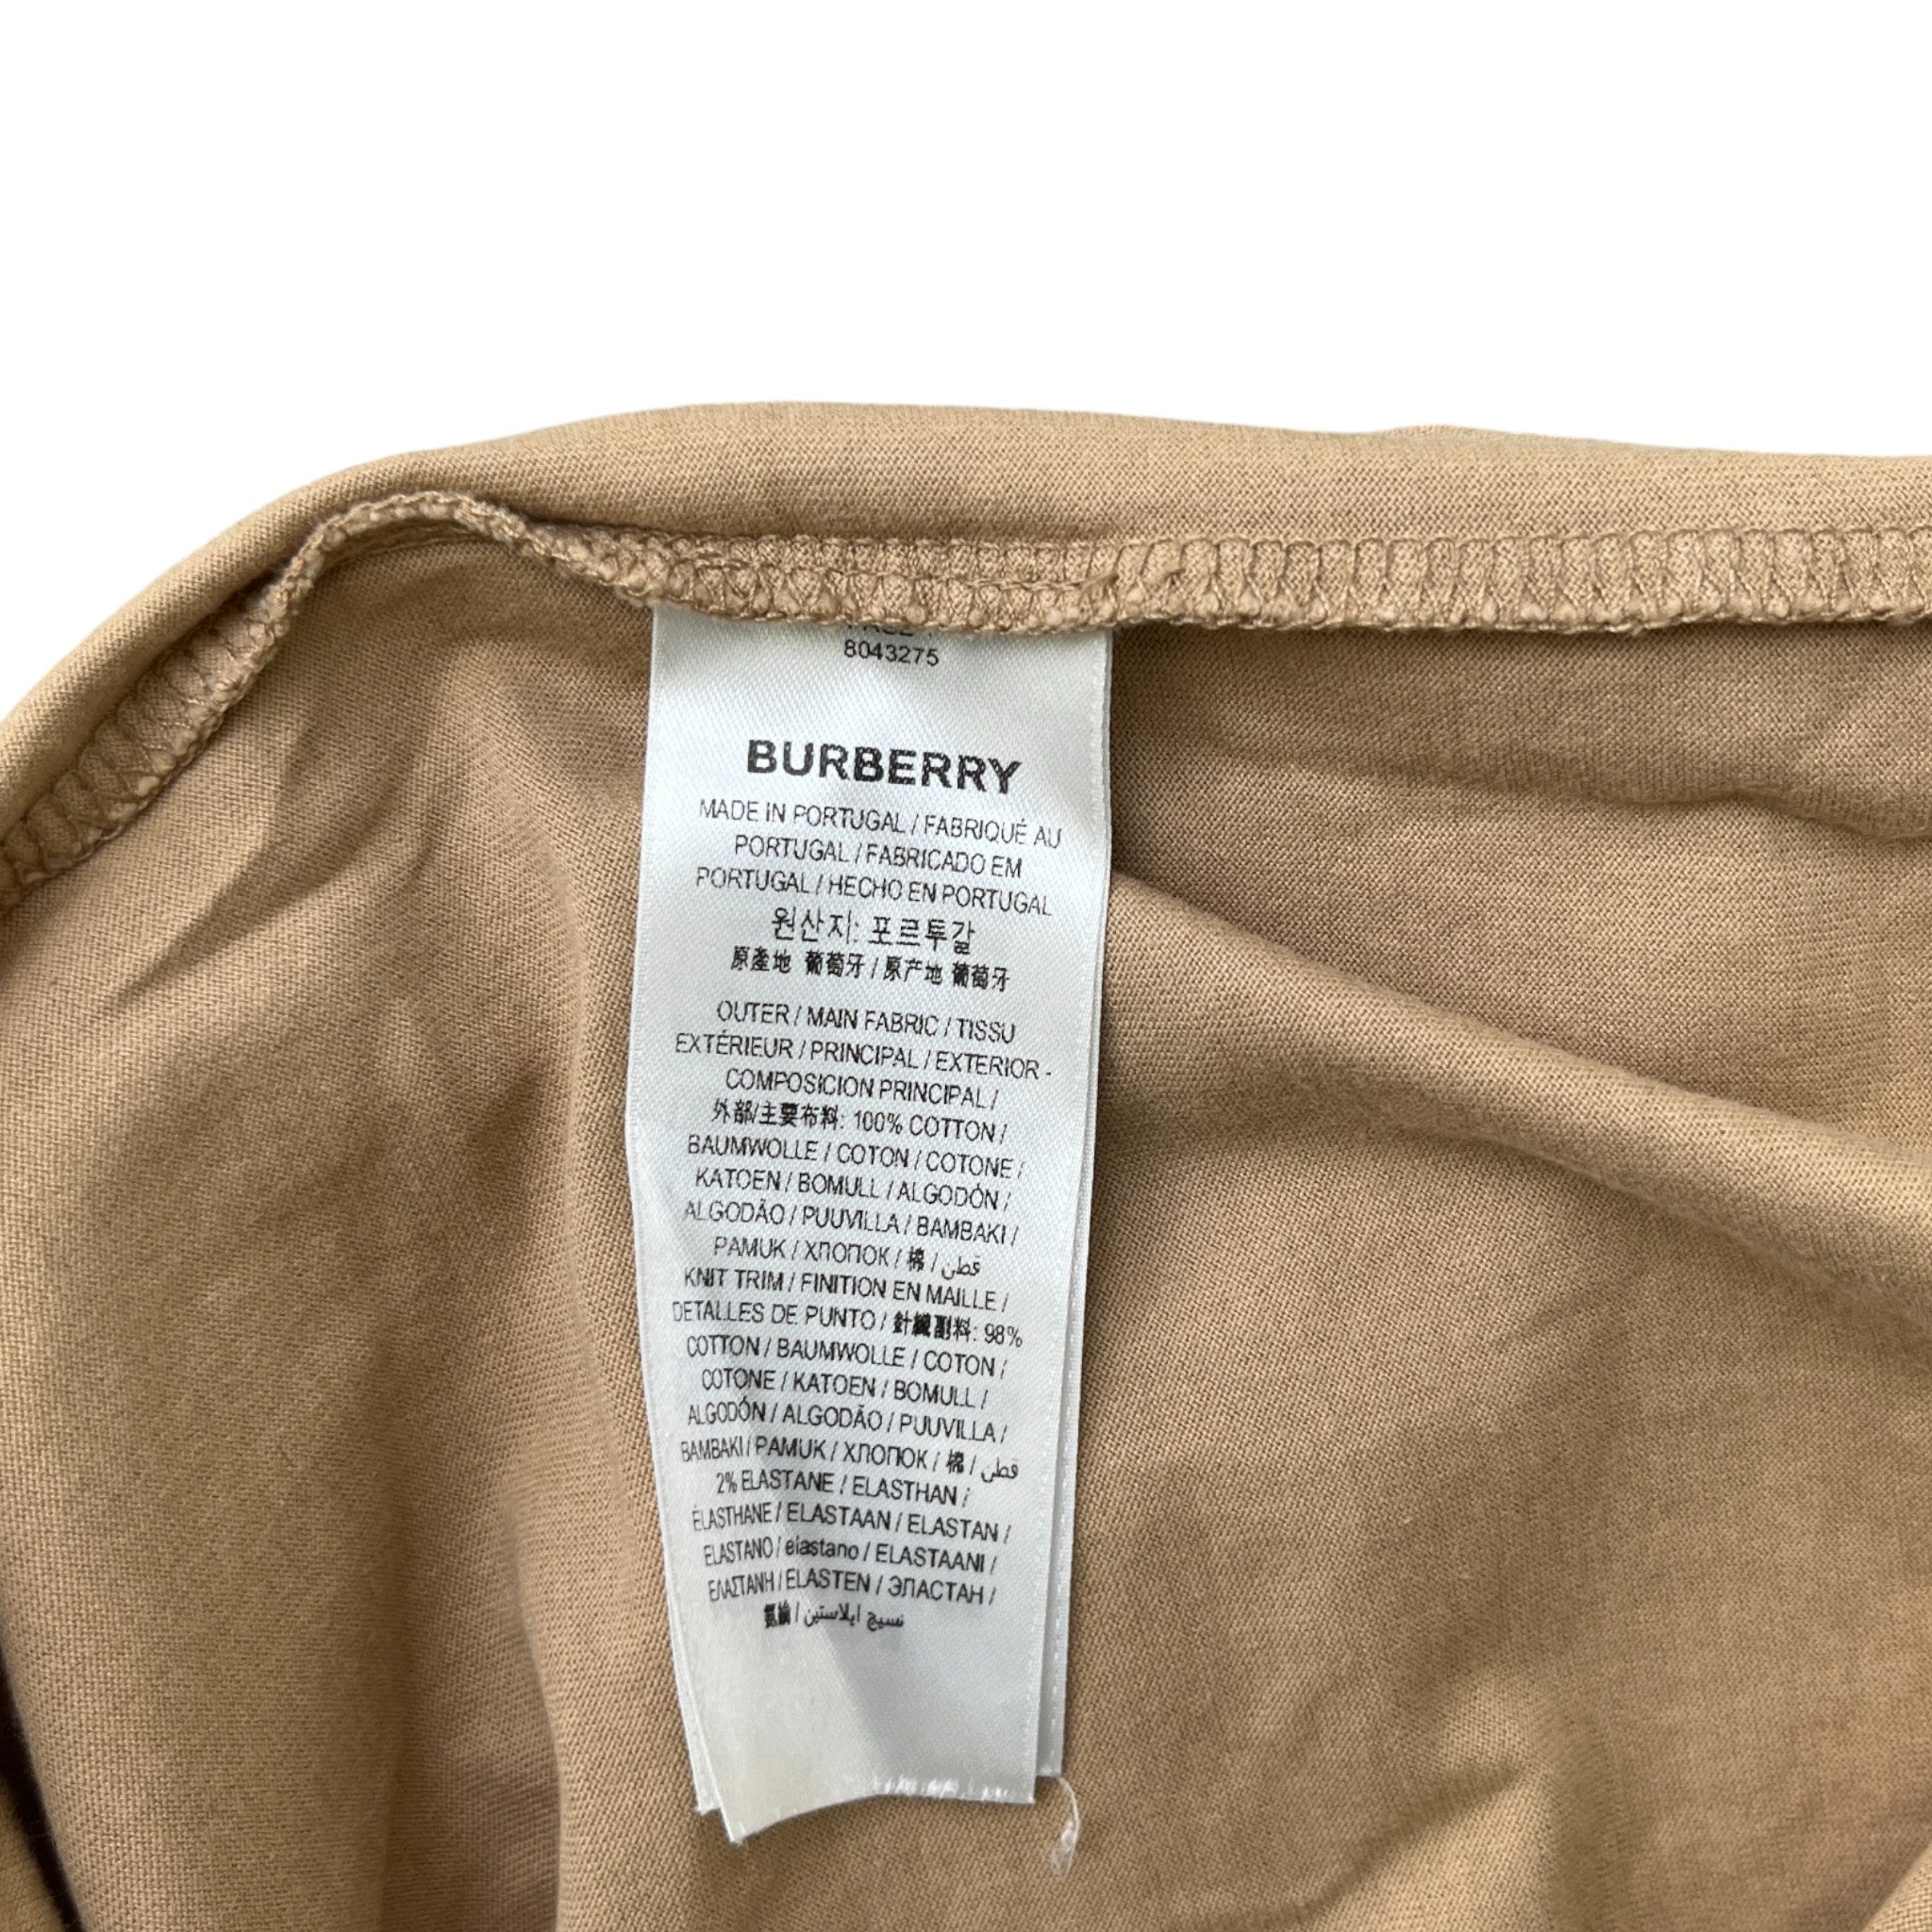 8043275
BURBERRY
MADE IN PORTUGAL / FABRIQUÉ AU
PORTUGAL / FABRICADO EM
PORTUGAL / HECHO EN PORTUGAL
원산지: 포르투갈
原產地 葡萄牙 / 原产地 葡萄牙
OUTER / MAIN FABRIC / TISSU
EXTÉRIEUR / PRINCIPAL / EXTERIOR -
COMPOSICION PRINCIPAL /
外部/主要布料: 100% COTTON /
BAUMWOLLE / COTON / COTONE /
KATOEN / BOMULL / ALGODÓN /
ALGODÃO / PUUVILLA / BAMBAKI /
PAMUK / ХЛОПОК / 棉 / قطن
KNIT TRIM / FINITION EN MAILLE /
DETALLES DE PUNTO / 針織副料: 98%
COTTON / BAUMWOLLE / COTON /
COTONE / KATOEN / BOMULL /
ALGODÓN / ALGODÃO / PUUVILLA /
BAMBAKI / PAMUK / ХЛОПОК / 棉 / قطن
2% ELASTANE / ELASTHAN /
ÉLASTHANE / ELASTAAN / ELASTAN /
ELASTANO / elastano / ELASTAANI /
ΕΛΑΣΤΑΝΗ / ELASTEN / ЭЛАСТАН /
氨綸 / نسيج ايلاستين